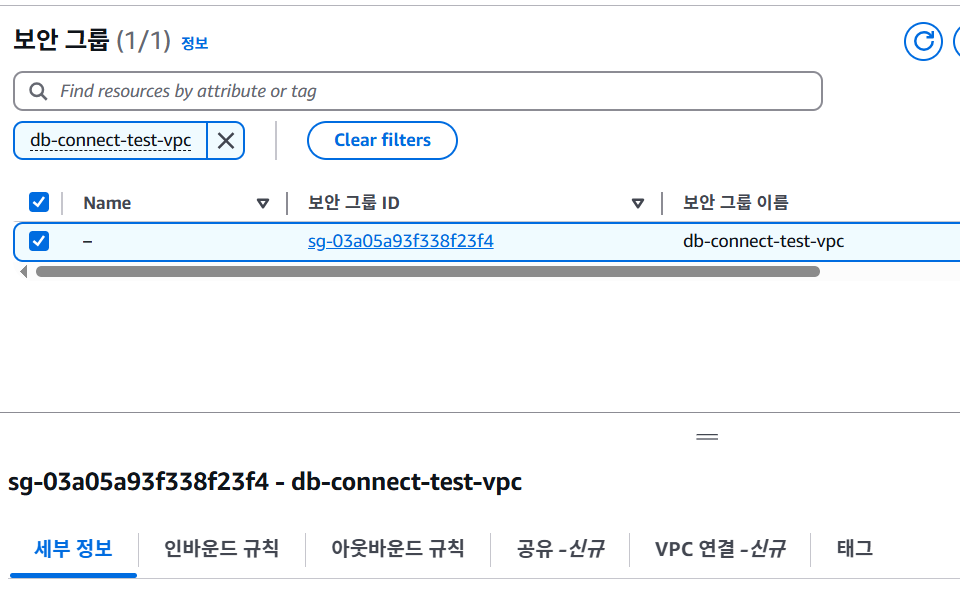 보안 그룹 (1/1) 정보
Find resources by attribute or tag
db-connect-test-vpc
Clear filters
Name 보안 그룹 ID 보안 그룹 이름
– sg-03a05a93f338f23f4 db-connect-test-vpc
sg-03a05a93f338f23f4 - db-connect-test-vpc
세부 정보 인바운드 규칙 아웃바운드 규칙 공유 -신규 VPC 연결 -신규 태그